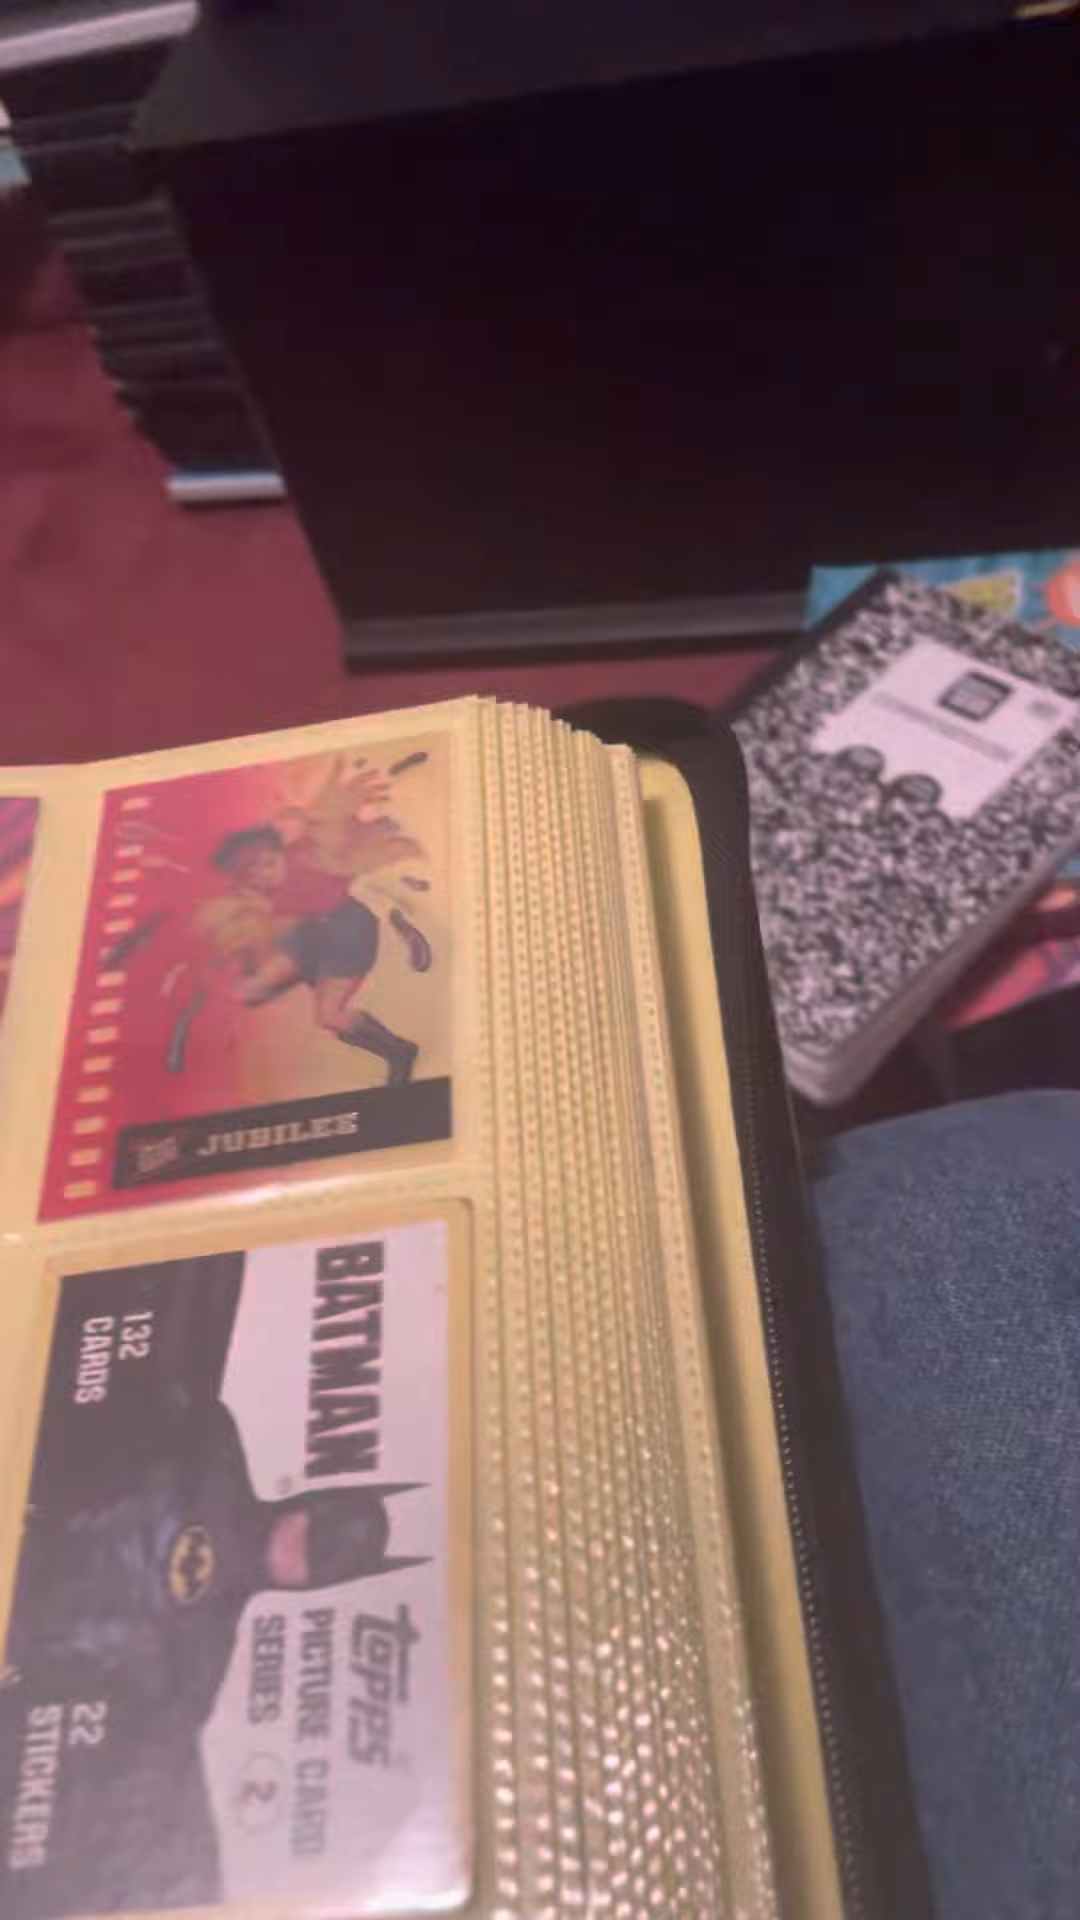 JUBILEE
BATMAN
®
132
CARDS
TOPPS
PICTURE CARD
SERIES 2
22
STICKERS